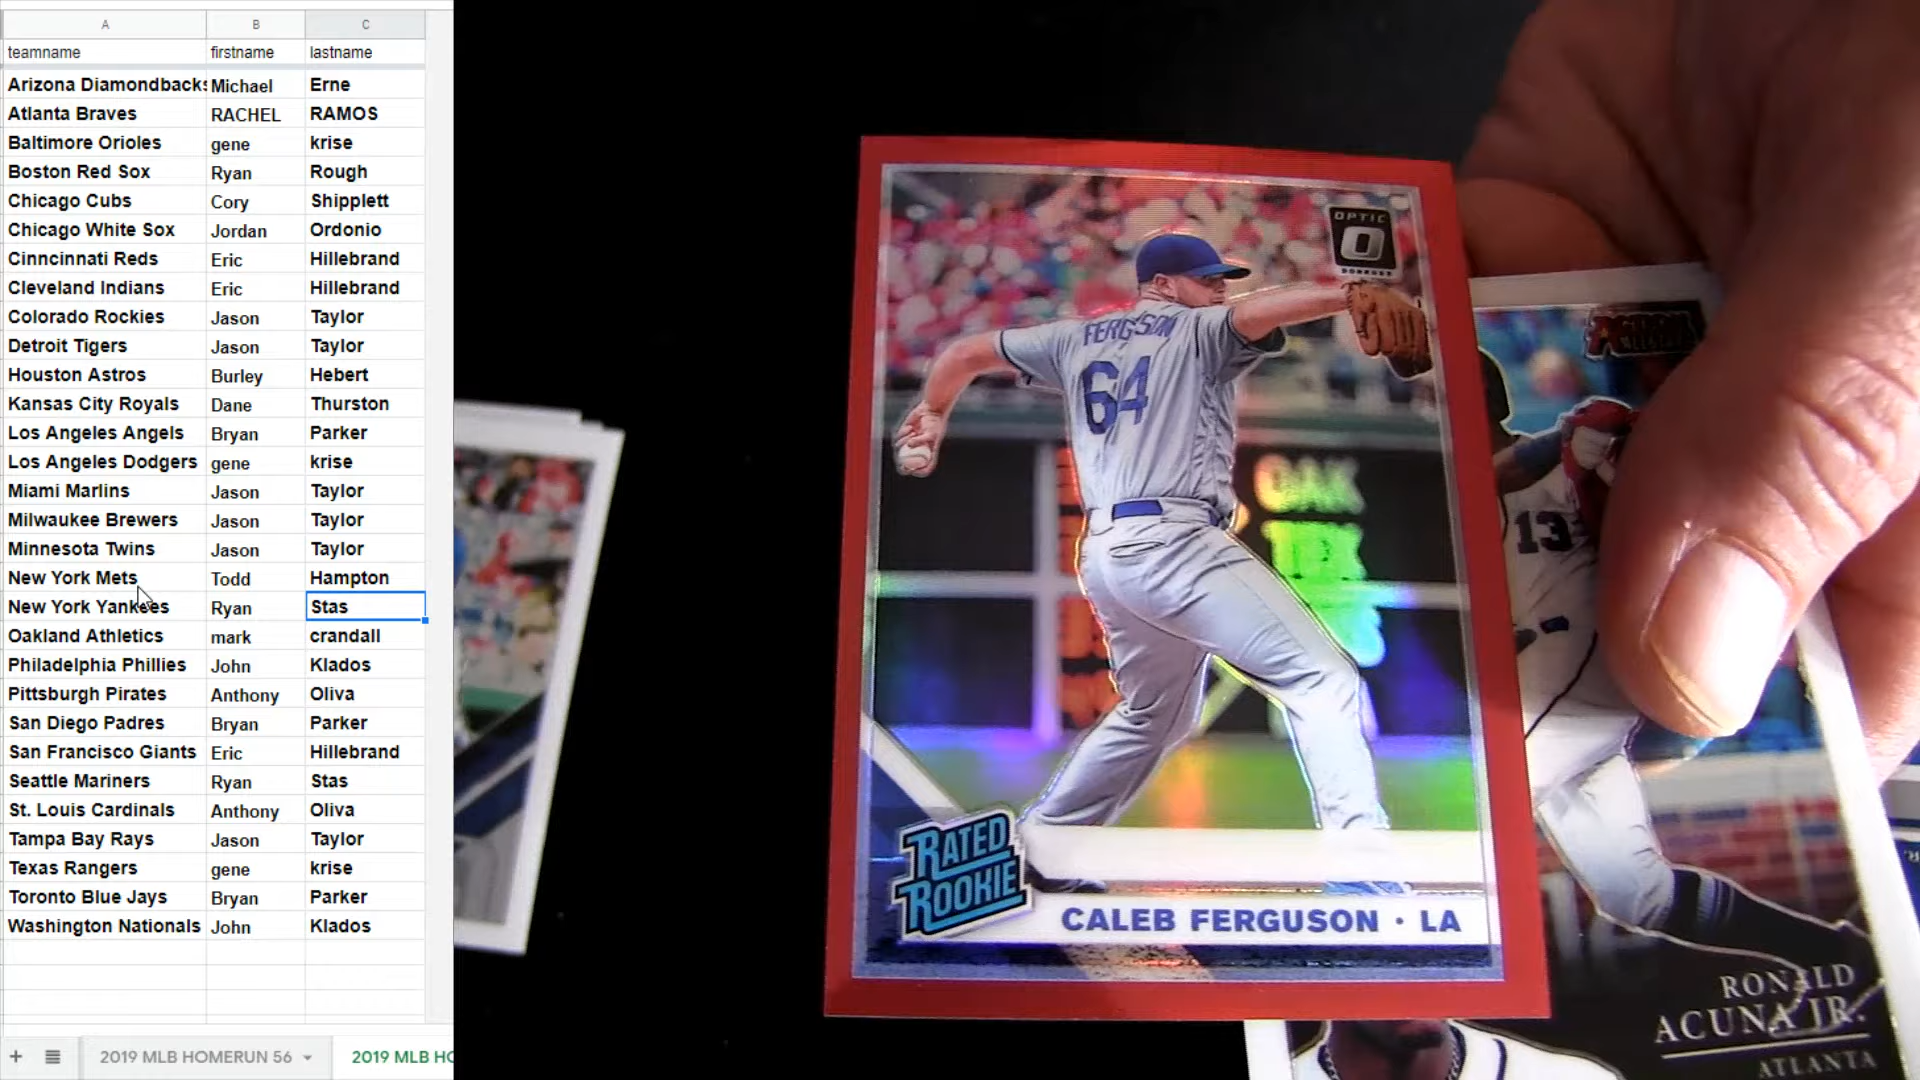 A B C
teamname firstname lastname
Arizona Diamondbacks Michael Erne
Atlanta Braves RACHEL RAMOS
Baltimore Orioles gene krise
Boston Red Sox Ryan Rough
Chicago Cubs Cory Shipplett
Chicago White Sox Jordan Ordonio
Cinncinnati Reds Eric Hillebrand
Cleveland Indians Eric Hillebrand
Colorado Rockies Jason Taylor
Detroit Tigers Jason Taylor
Houston Astros Burley Hebert
Kansas City Royals Dane Thurston
Los Angeles Angels Bryan Parker
Los Angeles Dodgers gene krise
Miami Marlins Jason Taylor
Milwaukee Brewers Jason Taylor
Minnesota Twins Jason Taylor
New York Mets Todd Hampton
New York Yankees Ryan Stas
Oakland Athletics mark crandall
Philadelphia Phillies John Klados
Pittsburgh Pirates Anthony Oliva
San Diego Padres Bryan Parker
San Francisco Giants Eric Hillebrand
Seattle Mariners Ryan Stas
St. Louis Cardinals Anthony Oliva
Tampa Bay Rays Jason Taylor
Texas Rangers gene krise
Toronto Blue Jays Bryan Parker
Washington Nationals John Klados
2019 MLB HOMERUN 56
2019 MLB HO
OPTIC
DONRUSS
FERGUSON
64
OAK
TEX
RATED
ROOKIE
CALEB FERGUSON · LA
13
RONALD
ACUNA JR.
ATLANTA